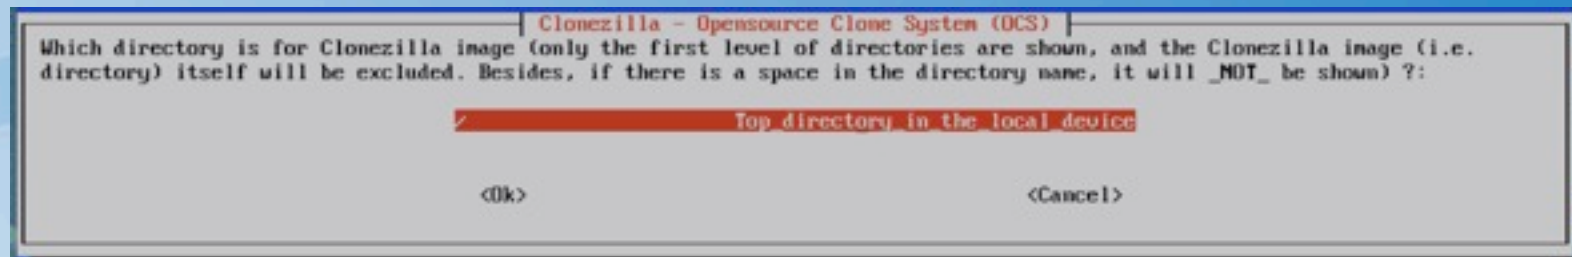 Clonezilla - Opensource Clone System (OCS)
Which directory is for Clonezilla image (only the first level of directories are shown, and the Clonezilla image (i.e.
directory) itself will be excluded. Besides, if there is a space in the directory name, it will _NOT_ be shown) ?:
/ Top_directory_in_the_local_device
<Ok> <Cancel>